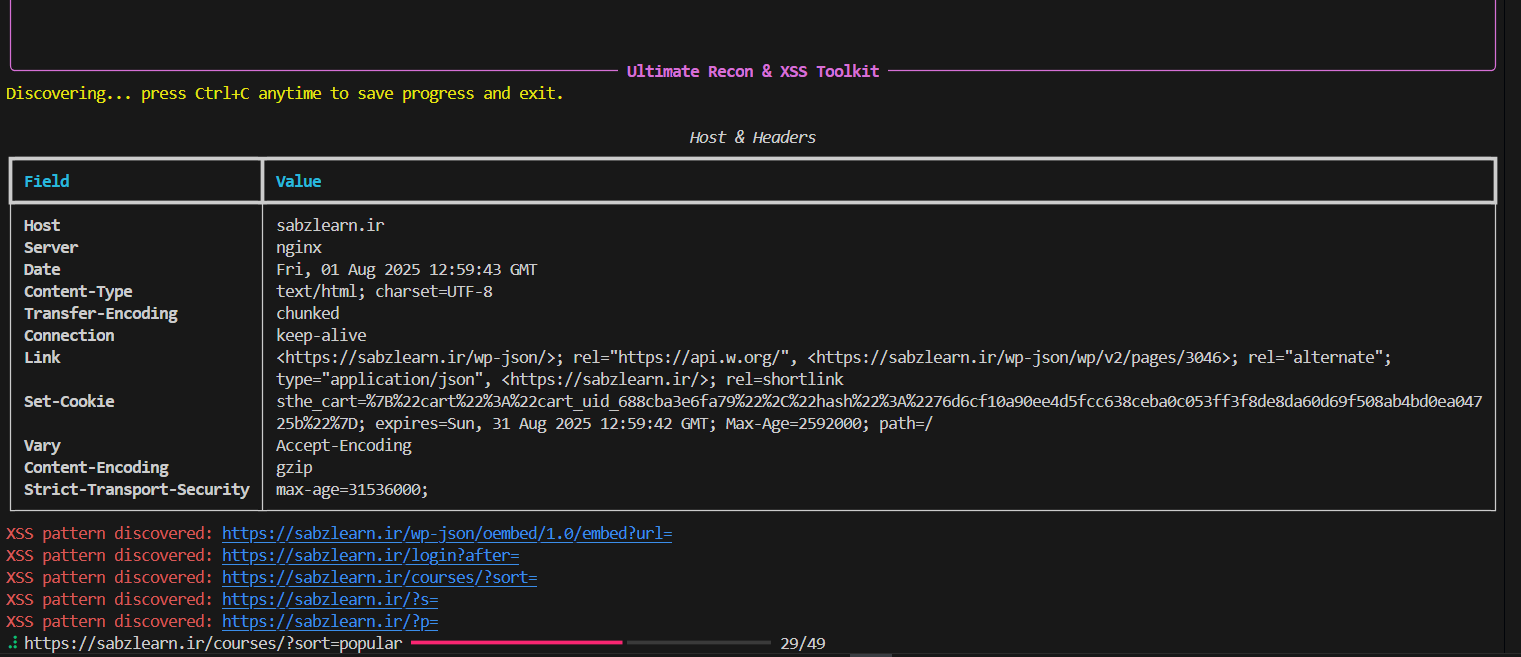 Ultimate Recon & XSS Toolkit
Discovering... press Ctrl+C anytime to save progress and exit.
Host & Headers
Field Value
Host sabzlearn.ir
Server nginx
Date Fri, 01 Aug 2025 12:59:43 GMT
Content-Type text/html; charset=UTF-8
Transfer-Encoding chunked
Connection keep-alive
Link <https://sabzlearn.ir/wp-json/>; rel="https://api.w.org/", <https://sabzlearn.ir/wp-json/wp/v2/pages/3046>; rel="alternate";
type="application/json", <https://sabzlearn.ir/>; rel=shortlink
Set-Cookie sthe_cart=%7B%22cart%22%3A%22cart_uid_688cba3e6fa79%22%2C%22hash%22%3A%2276d6cf10a90ee4d5fcc638ceba0c053ff3f8de8da60d69f508ab4bd0ea047
25b%22%7D; expires=Sun, 31 Aug 2025 12:59:42 GMT; Max-Age=2592000; path=/
Vary Accept-Encoding
Content-Encoding gzip
Strict-Transport-Security max-age=31536000;
XSS pattern discovered: https://sabzlearn.ir/wp-json/oembed/1.0/embed?url=
XSS pattern discovered: https://sabzlearn.ir/login?after=
XSS pattern discovered: https://sabzlearn.ir/courses/?sort=
XSS pattern discovered: https://sabzlearn.ir/?s=
XSS pattern discovered: https://sabzlearn.ir/?p=
https://sabzlearn.ir/courses/?sort=popular 29/49